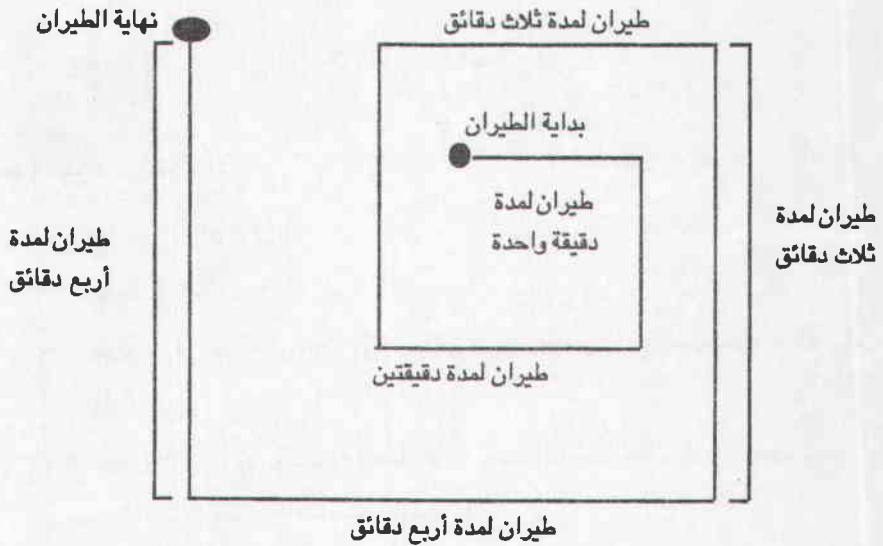 نهاية الطيران
طيران لمدة ثلاث دقائق
بداية الطيران
طيران لمدة
دقيقة واحدة
طيران لمدة
ثلاث دقائق
طيران لمدة
أربع دقائق
طيران لمدة دقيقتين
طيران لمدة أربع دقائق